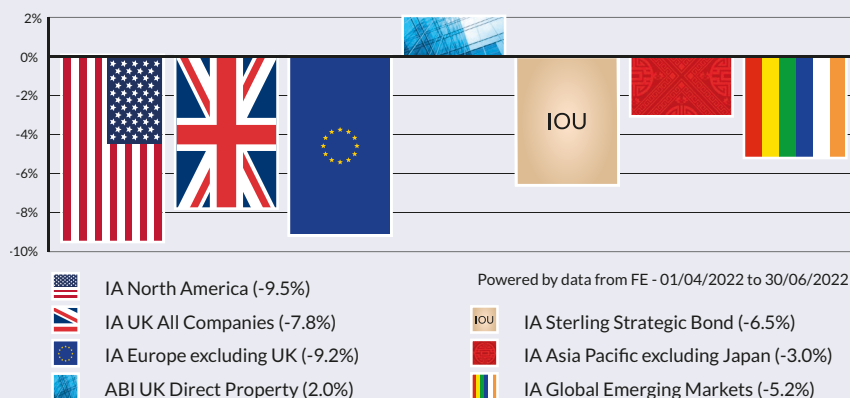 2%
0%
-2%
-4%
-6%
-8%
-10%
IOU
Powered by data from FE - 01/04/2022 to 30/06/2022
IA North America (-9.5%)
IA UK All Companies (-7.8%)
IA Europe excluding UK (-9.2%)
ABI UK Direct Property (2.0%)
IOU IA Sterling Strategic Bond (-6.5%)
IA Asia Pacific excluding Japan (-3.0%)
IA Global Emerging Markets (-5.2%)